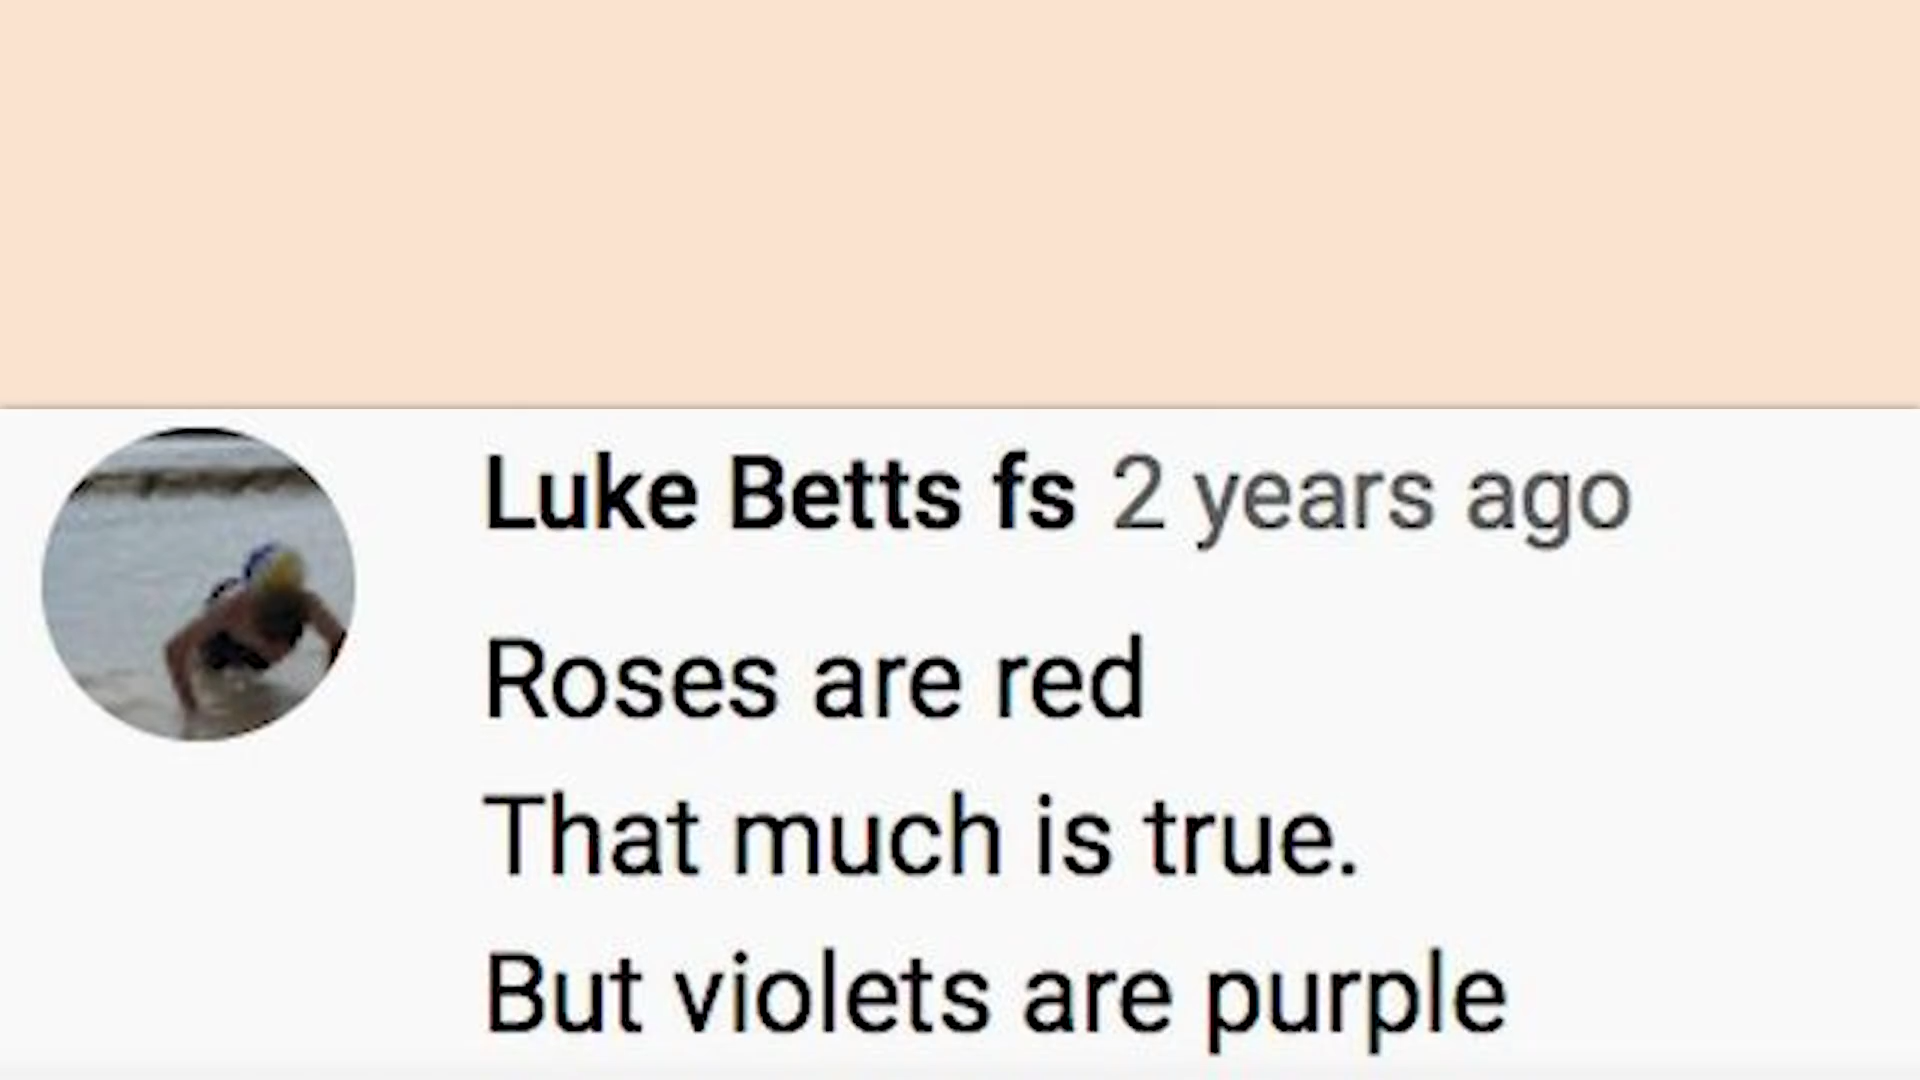 Luke Betts fs 2 years ago
Roses are red
That much is true.
But violets are purple